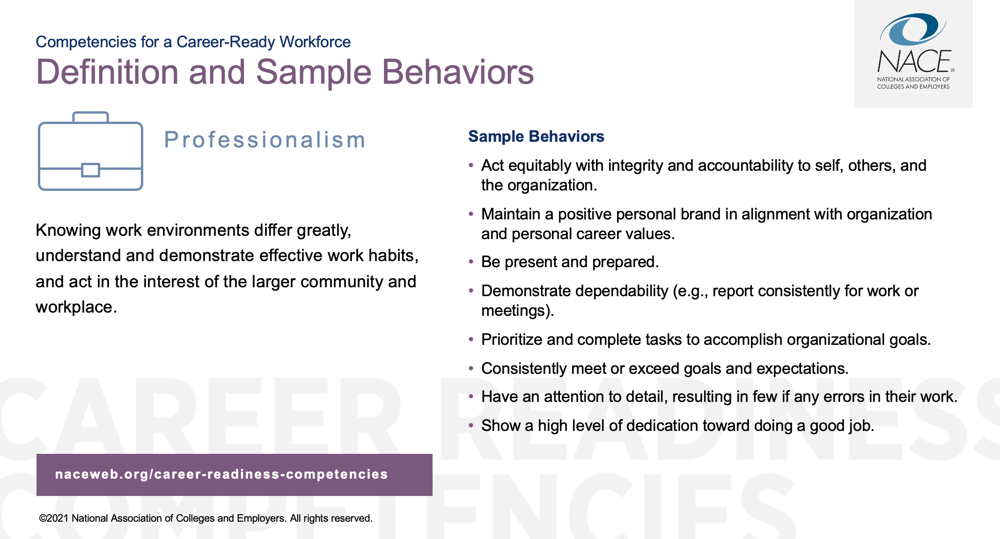 Competencies for a Career-Ready Workforce
Definition and Sample Behaviors
NACE®
NATIONAL ASSOCIATION OF
COLLEGES AND EMPLOYERS
Professionalism
Knowing work environments differ greatly,
understand and demonstrate effective work habits,
and act in the interest of the larger community and
workplace.
Sample Behaviors
• Act equitably with integrity and accountability to self, others, and
the organization.
• Maintain a positive personal brand in alignment with organization
and personal career values.
• Be present and prepared.
• Demonstrate dependability (e.g., report consistently for work or
meetings).
• Prioritize and complete tasks to accomplish organizational goals.
• Consistently meet or exceed goals and expectations.
• Have an attention to detail, resulting in few if any errors in their work.
• Show a high level of dedication toward doing a good job.
CAREER READINESS
COMPETENCIES
naceweb.org/career-readiness-competencies
©2021 National Association of Colleges and Employers. All rights reserved.